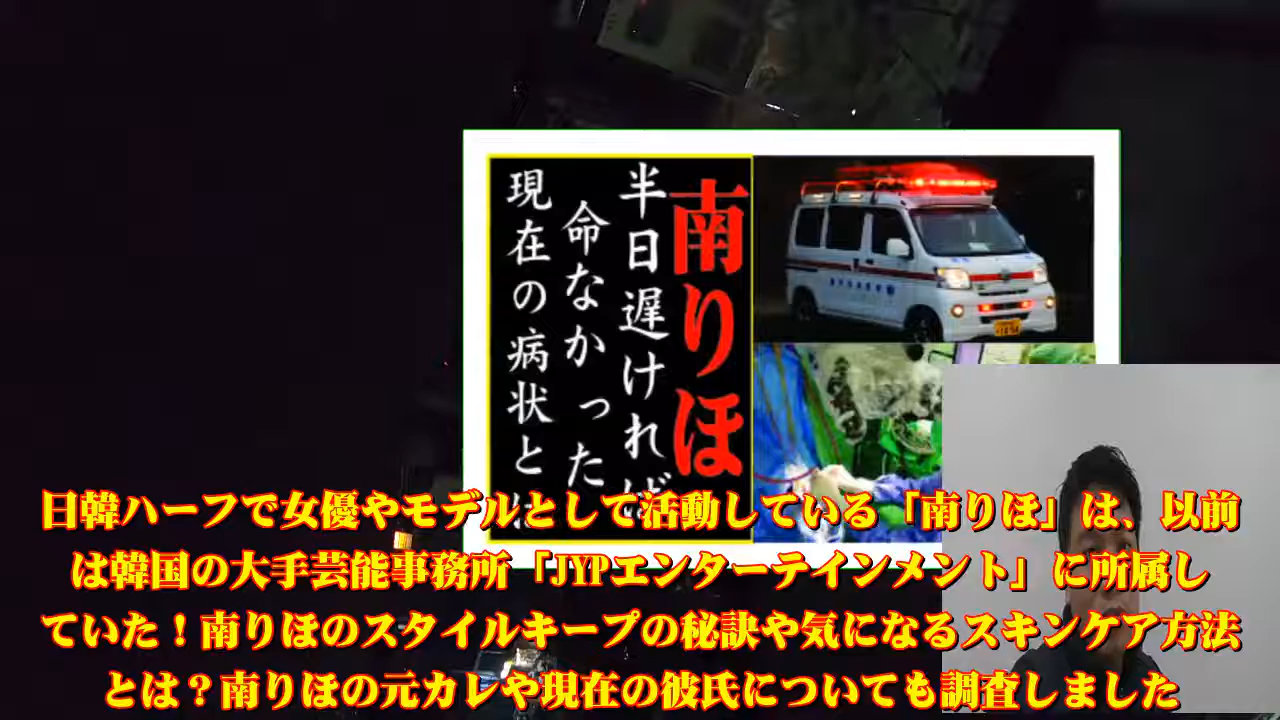 南りほ
半日遅ければ
命なかった
現在の病状とは
日韓ハーフで女優やモデルとして活動している「南りほ」は、以前
は韓国の大手芸能事務所「JYPエンターテインメント」に所属し
ていた！南りほのスタイルキープの秘訣や気になるスキンケア方法
とは？南りほの元カレや現在の彼氏についても調査しました